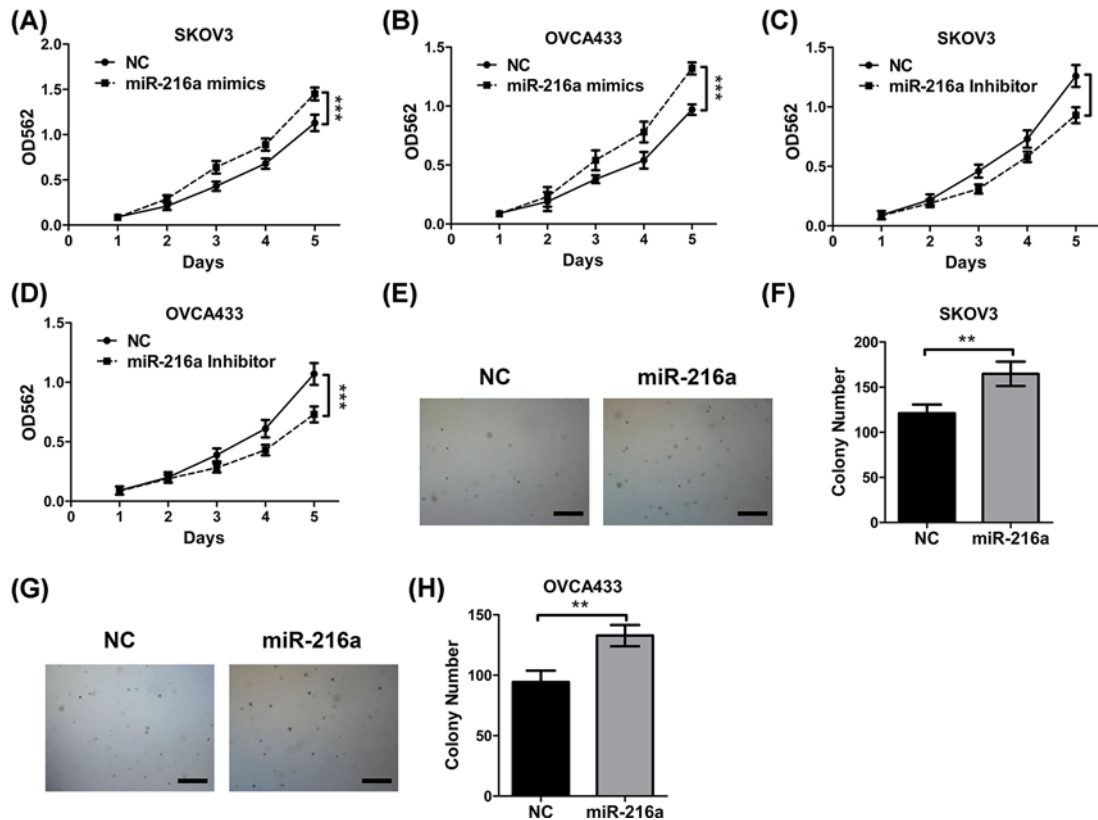 (A)
SKOV3
NC
miR-216a mimics
2.0
1.5
1.0
0.5
0.0
OD562
***
0 1 2 3 4 5
Days
(B)
OVCA433
NC
miR-216a mimics
1.5
1.0
0.5
0.0
OD562
***
0 1 2 3 4 5
Days
(C)
SKOV3
NC
miR-216a Inhibitor
1.5
1.0
0.5
0.0
OD562
0 1 2 3 4 5
Days
(D)
OVCA433
NC
miR-216a Inhibitor
1.5
1.0
0.5
0.0
OD562
***
0 1 2 3 4 5
Days
(E)
NC miR-216a
(F)
SKOV3
**
200
150
100
50
0
Colony Number
NC miR-216a
(G)
NC miR-216a
(H)
OVCA433
**
150
100
50
0
Colony Number
NC miR-216a